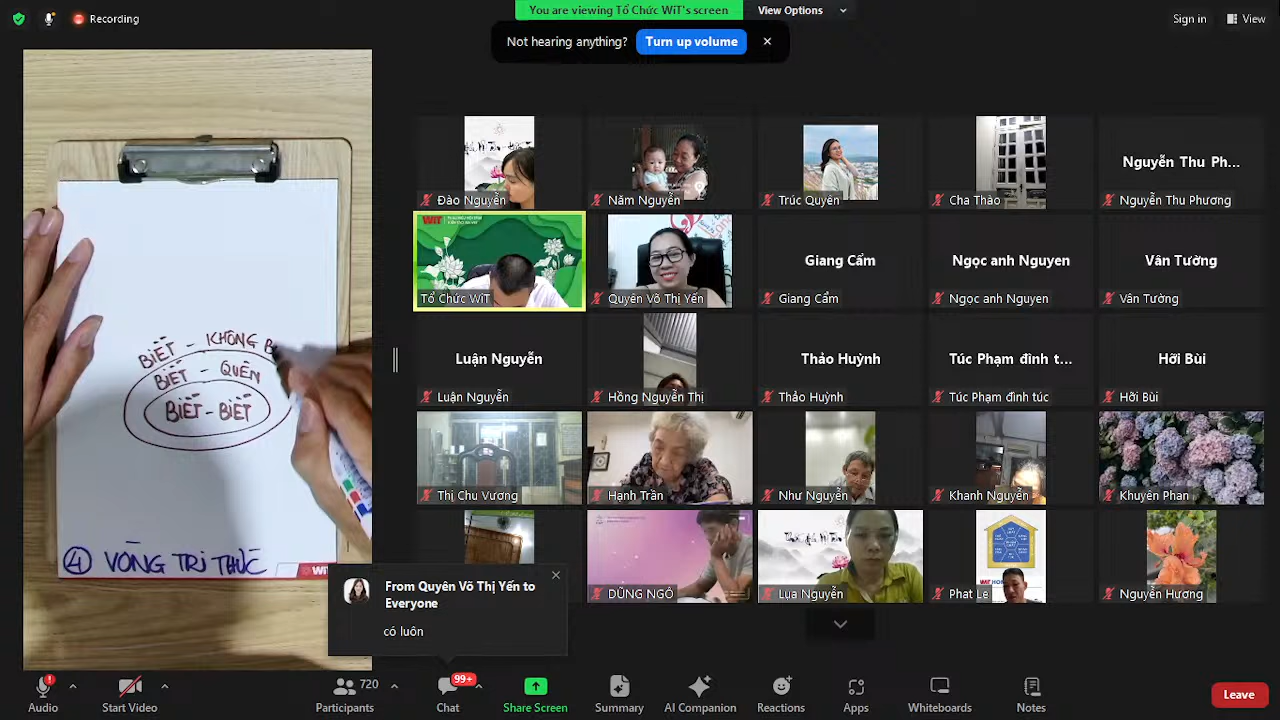 You are viewing Tổ Chức WiT's screen
View Options
Recording
Sign in
View
Not hearing anything?
Turn up volume
BIẾT - KHÔNG B
BIẾT - QUÊN
BIẾT - BIẾT
④ VÒNG TRI THỨC
WiT
Đào Nguyễn
Năm Nguyễn
Trúc Quyên
Cha Thảo
Nguyễn Thu Ph...
Nguyễn Thu Phương
WiT
Tổ Chức WiT
Quyên Võ Thị Yến
Giang Cẩm
Giang Cẩm
Ngọc anh Nguyen
Ngọc anh Nguyen
Vân Tường
Vân Tường
Luận Nguyễn
Luận Nguyễn
Hồng Nguyễn Thị
Thảo Huỳnh
Thảo Huỳnh
Túc Phạm đình t...
Túc Phạm đình túc
Hởi Bùi
Hởi Bùi
Thị Chu Vương
Hạnh Trần
Như Nguyễn
Khanh Nguyễn
Khuyên Phan
DŨNG NGÔ
Lụa Nguyễn
Phat Le
Nguyễn Hương
From Quyên Võ Thị Yến to
Everyone
có luôn
Audio
Start Video
Participants
720
Chat
99+
Share Screen
Summary
AI Companion
Reactions
Apps
Whiteboards
Notes
Leave